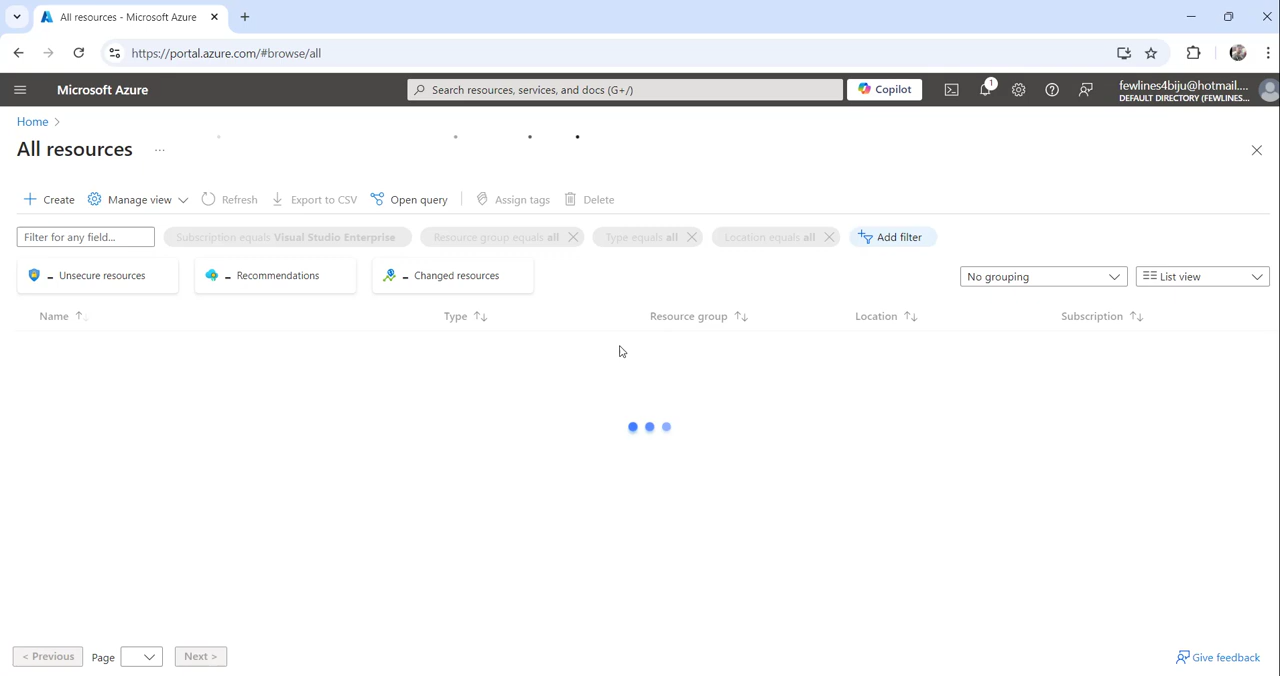 All resources - Microsoft Azure
https://portal.azure.com/#browse/all
Microsoft Azure
Search resources, services, and docs (G+/)
Copilot
1
fewlines4biju@hotmail....
DEFAULT DIRECTORY (FEWLINES...
Home
All resources
...
Create
Manage view
Refresh
Export to CSV
Open query
Assign tags
Delete
Filter for any field...
Subscription equals Visual Studio Enterprise
Resource group equals all
Type equals all
Location equals all
Add filter
- Unsecure resources
- Recommendations
- Changed resources
No grouping
List view
Name
Type
Resource group
Location
Subscription
< Previous
Page
Next >
Give feedback